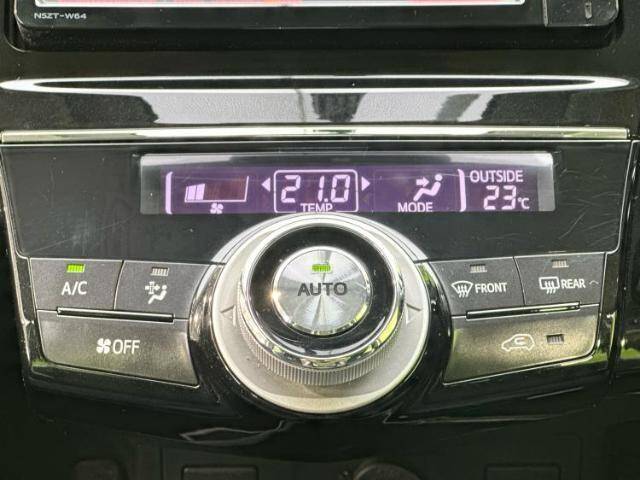 NSZT-W64
21.0
TEMP
MODE
OUTSIDE
23℃
A/C
AUTO
FRONT
REAR
OFF